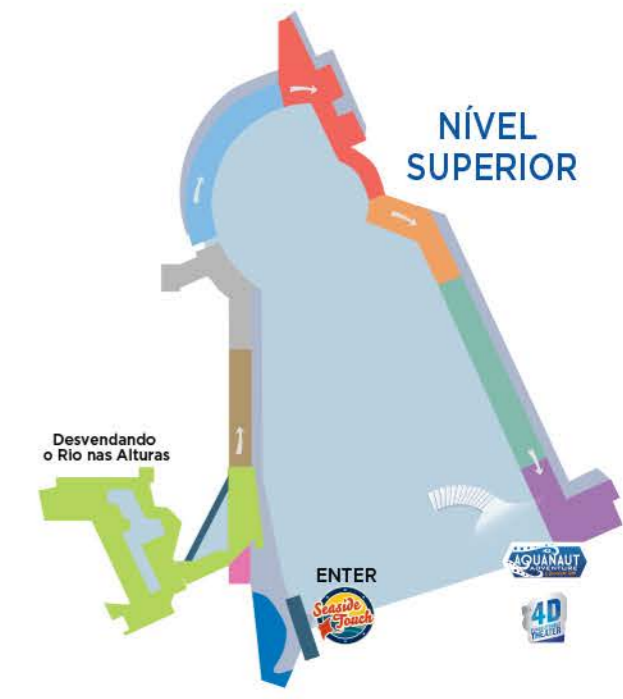 NÍVEL
SUPERIOR
Desvendando
o Rio nas Alturas
ENTER
Seaside
Touch
AQUANAUT
ADVENTURE
4D
THEATER